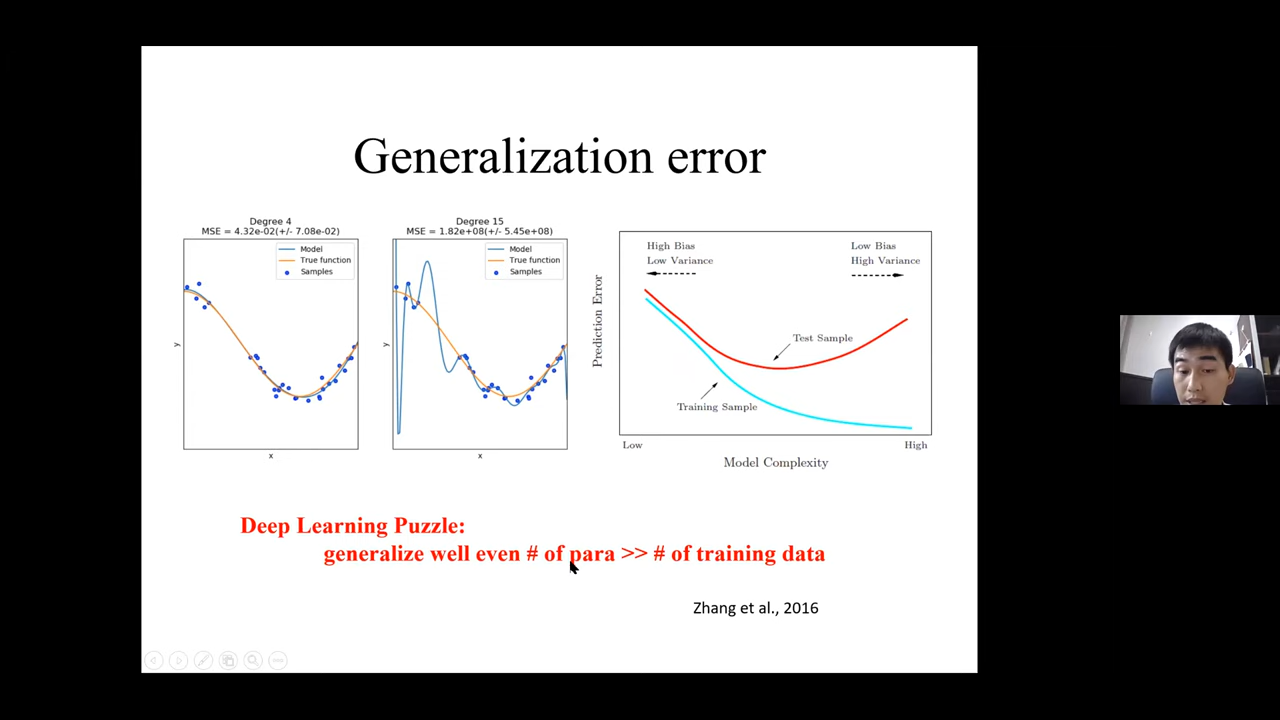 Generalization error
Degree 4
MSE = 4.32e-02(+/- 7.08e-02)
Model
True function
Samples
y
x
Degree 15
MSE = 1.82e+08(+/- 5.45e+08)
Model
True function
Samples
y
x
High Bias
Low Variance
Low Bias
High Variance
Prediction Error
Test Sample
Training Sample
Low
High
Model Complexity
Deep Learning Puzzle:
generalize well even # of para >> # of training data
Zhang et al., 2016